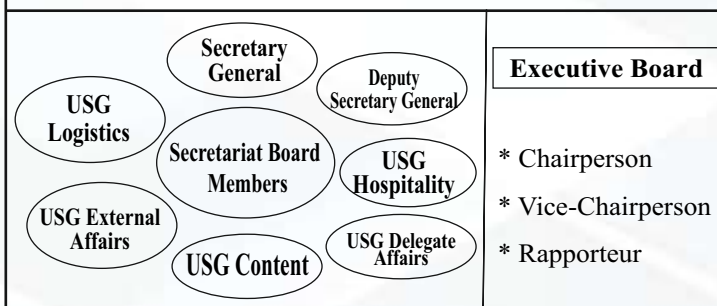 Secretary
General
Deputy
Secretary General
USG
Logistics
Secretariat Board
Members
USG
Hospitality
USG External
Affairs
USG Delegate
Affairs
USG Content
Executive Board
* Chairperson
* Vice-Chairperson
* Rapporteur